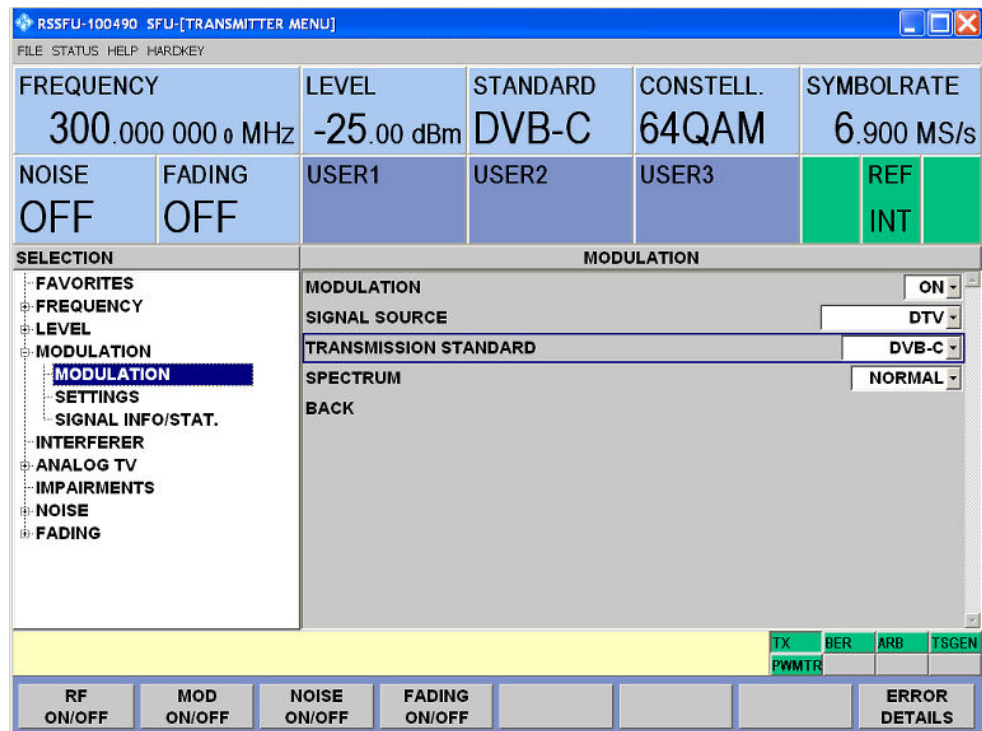 RSSFU-100490 SFU-[TRANSMITTER MENU]
FILE STATUS HELP HARDKEY
FREQUENCY
300.000 000 0 MHz
LEVEL
-25.00 dBm
STANDARD
DVB-C
CONSTELL.
64QAM
SYMBOLRATE
6.900 MS/s
NOISE
OFF
FADING
OFF
USER1
USER2
USER3
REF
INT
SELECTION
FAVORITES
FREQUENCY
LEVEL
MODULATION
MODULATION
SETTINGS
SIGNAL INFO/STAT.
INTERFERER
ANALOG TV
IMPAIRMENTS
NOISE
FADING
MODULATION
MODULATION ON
SIGNAL SOURCE DTV
TRANSMISSION STANDARD DVB-C
SPECTRUM NORMAL
BACK
TX BER ARB TSGEN
PWMTR
RF ON/OFF
MOD ON/OFF
NOISE ON/OFF
FADING ON/OFF
ERROR DETAILS